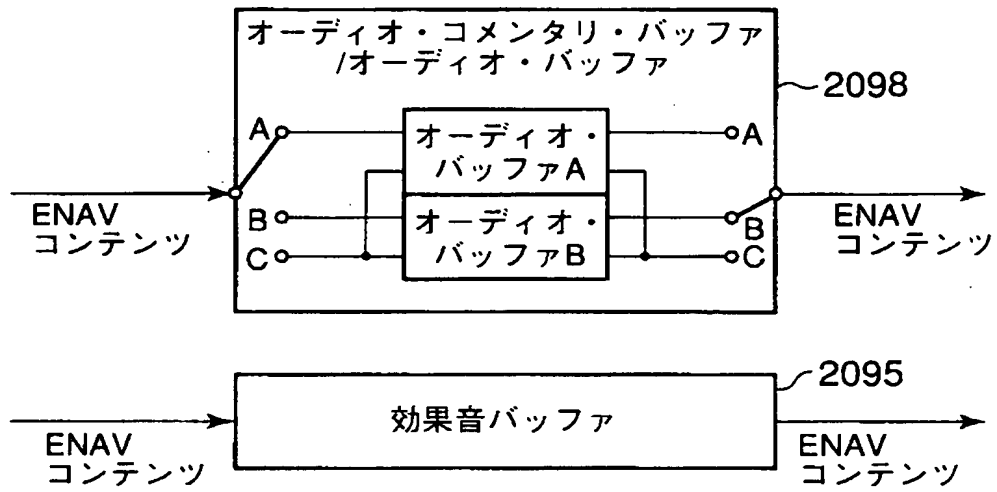 オーディオ・コメンタリ・バッファ
/オーディオ・バッファ
2098
A
オーディオ・
バッファA
A
ENAV
コンテンツ
B
オーディオ・
バッファB
B
C
C
ENAV
コンテンツ
2095
効果音バッファ
ENAV
コンテンツ
ENAV
コンテンツ